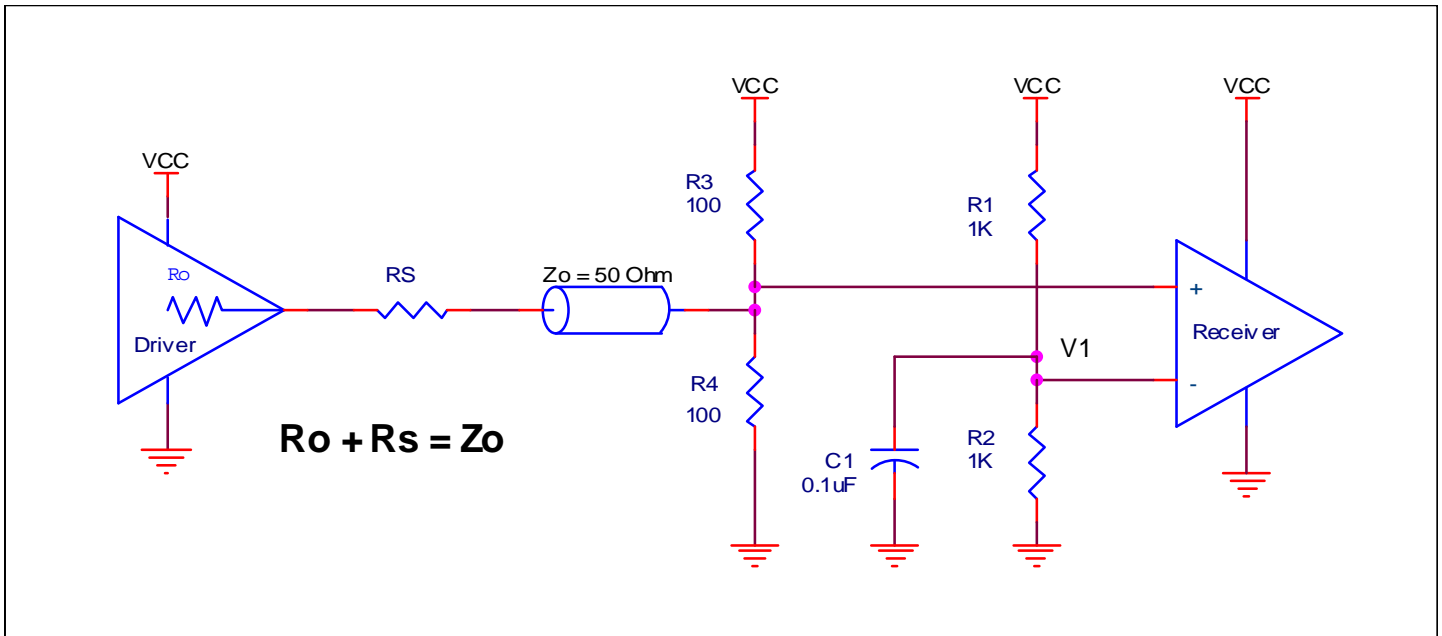 VCC
VCC
VCC
VCC
R3
100
R1
1K
Ro
RS
Zo = 50 Ohm
+
Driver
Receiver
V1
-
R4
100
Ro + Rs = Zo
C1
0.1uF
R2
1K